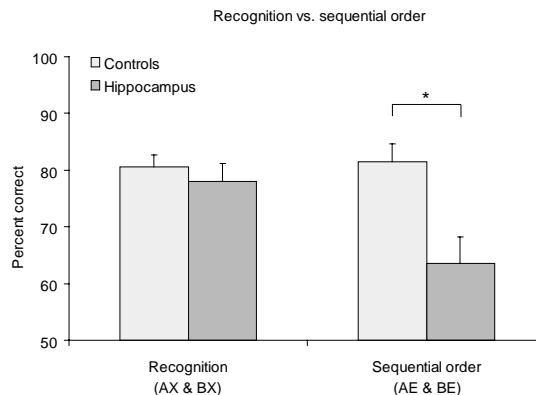 Recognition vs. sequential order
100
90
80
70
60
50
Percent correct
Controls
Hippocampus
*
Recognition
(AX & BX)
Sequential order
(AE & BE)